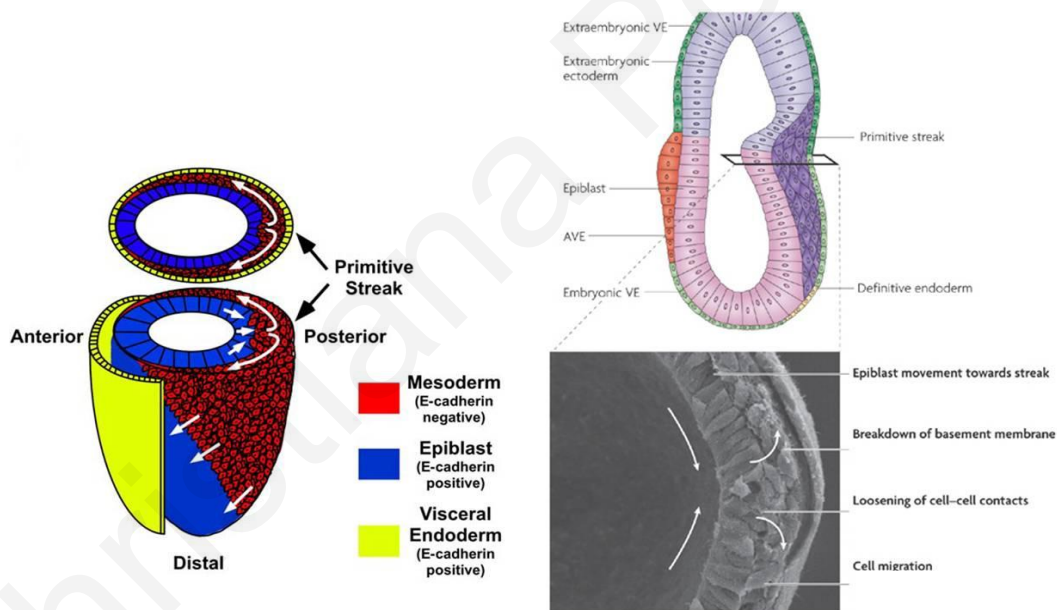 Primitive
Streak
Anterior
Posterior
Mesoderm
(E-cadherin
negative)
Epiblast
(E-cadherin
positive)
Visceral
Endoderm
(E-cadherin
positive)
Distal
Extraembryonic VE
Extraembryonic
ectoderm
Primitive streak
Epiblast
AVE
Embryonic VE
Definitive endoderm
Epiblast movement towards streak
Breakdown of basement membrane
Loosening of cell–cell contacts
Cell migration